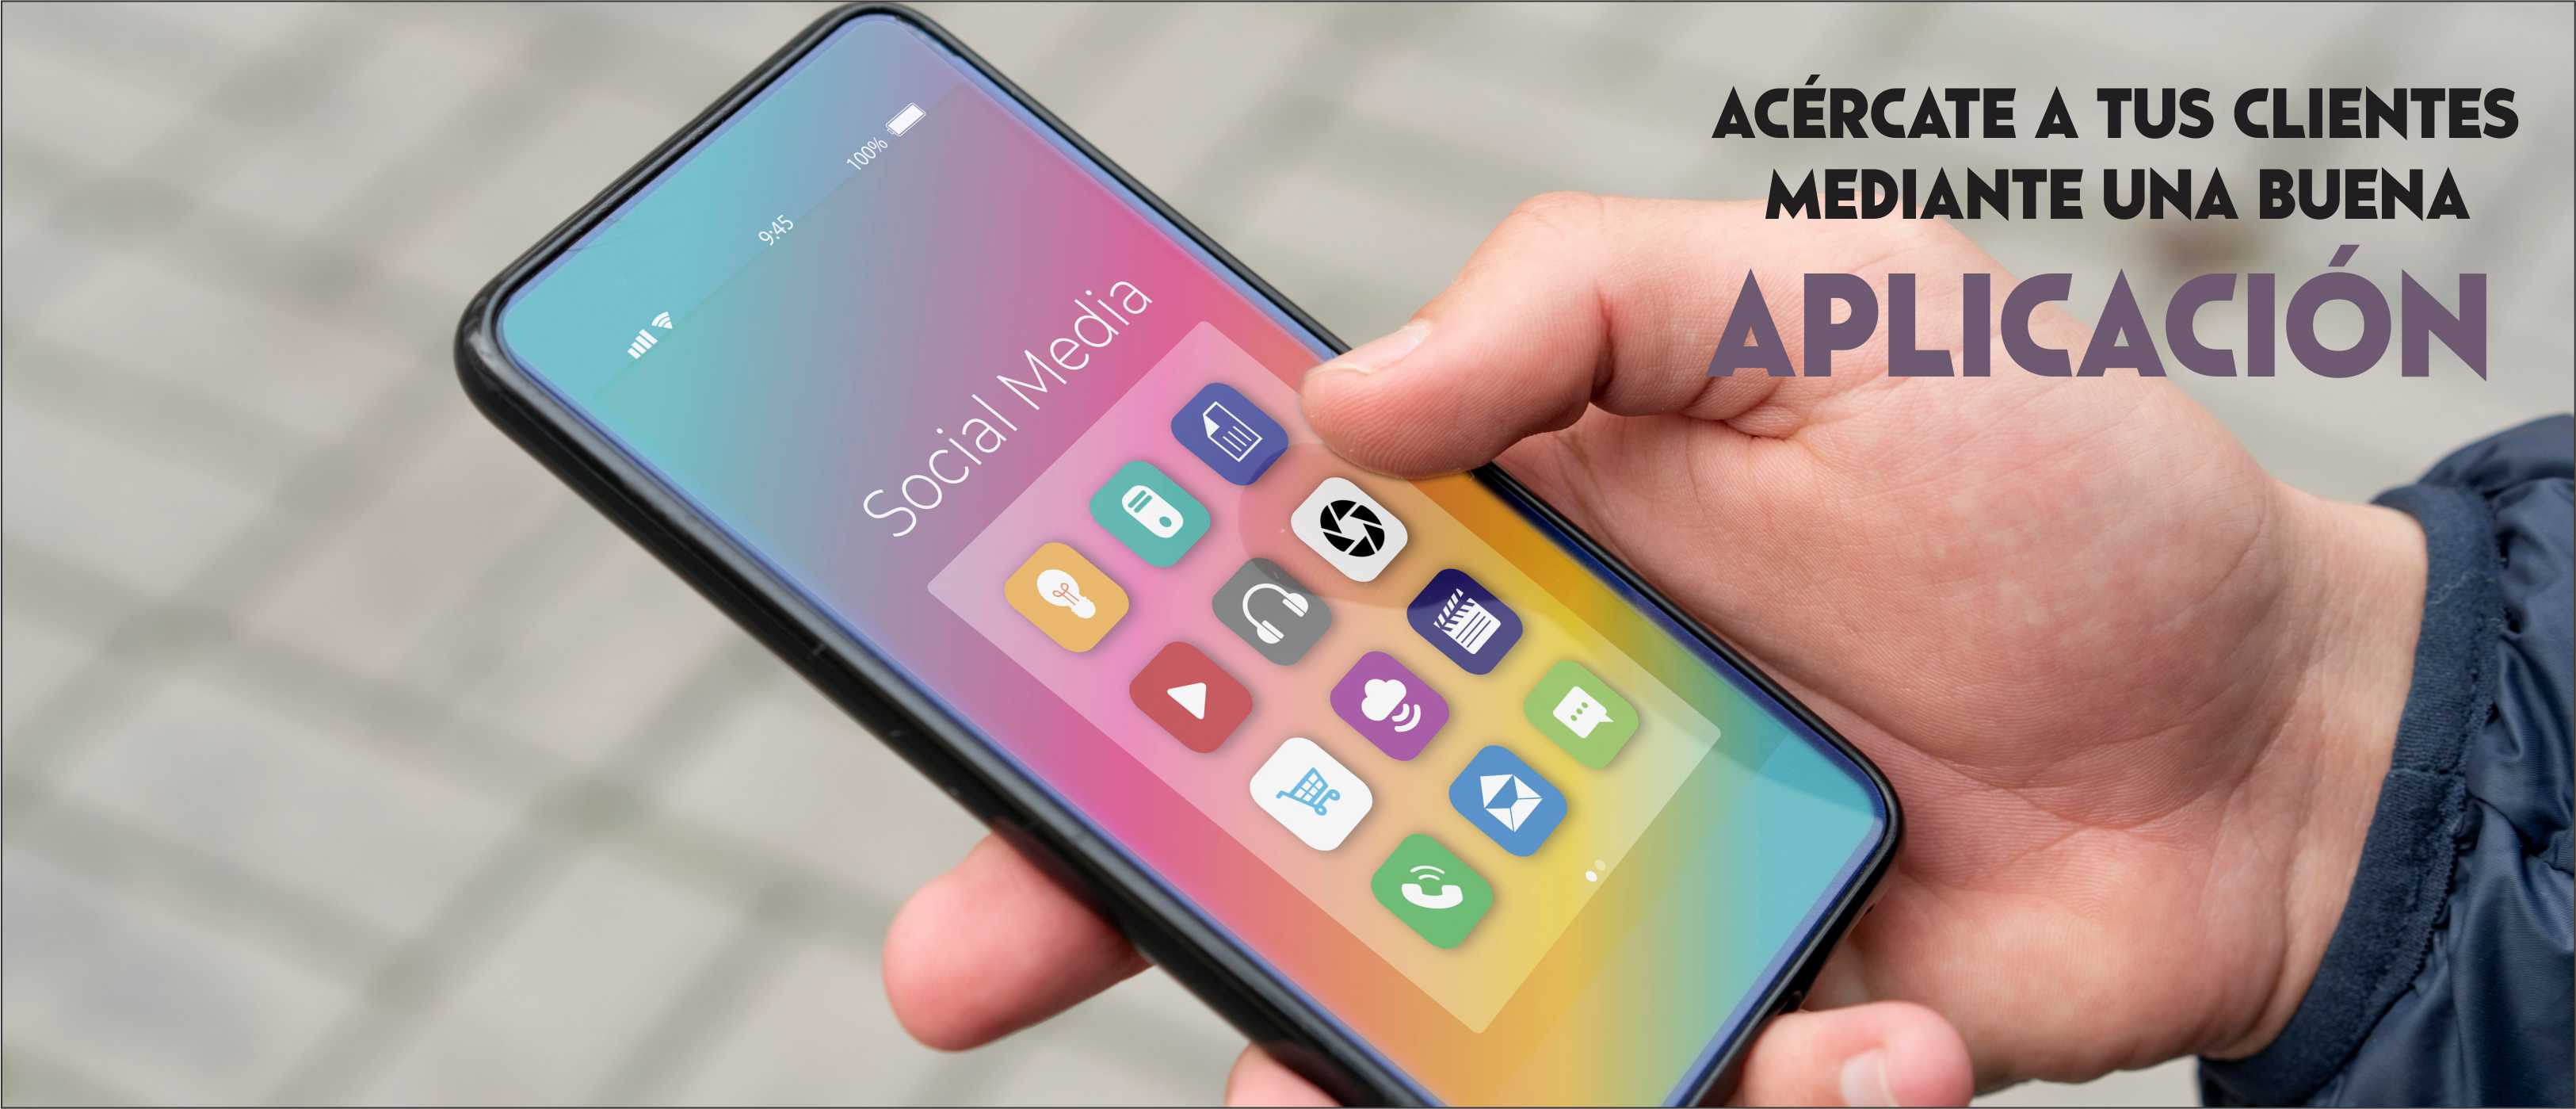 ACÉRCATE A TUS CLIENTES
MEDIANTE UNA BUENA
APLICACIÓN
100%
9:45
Social Media